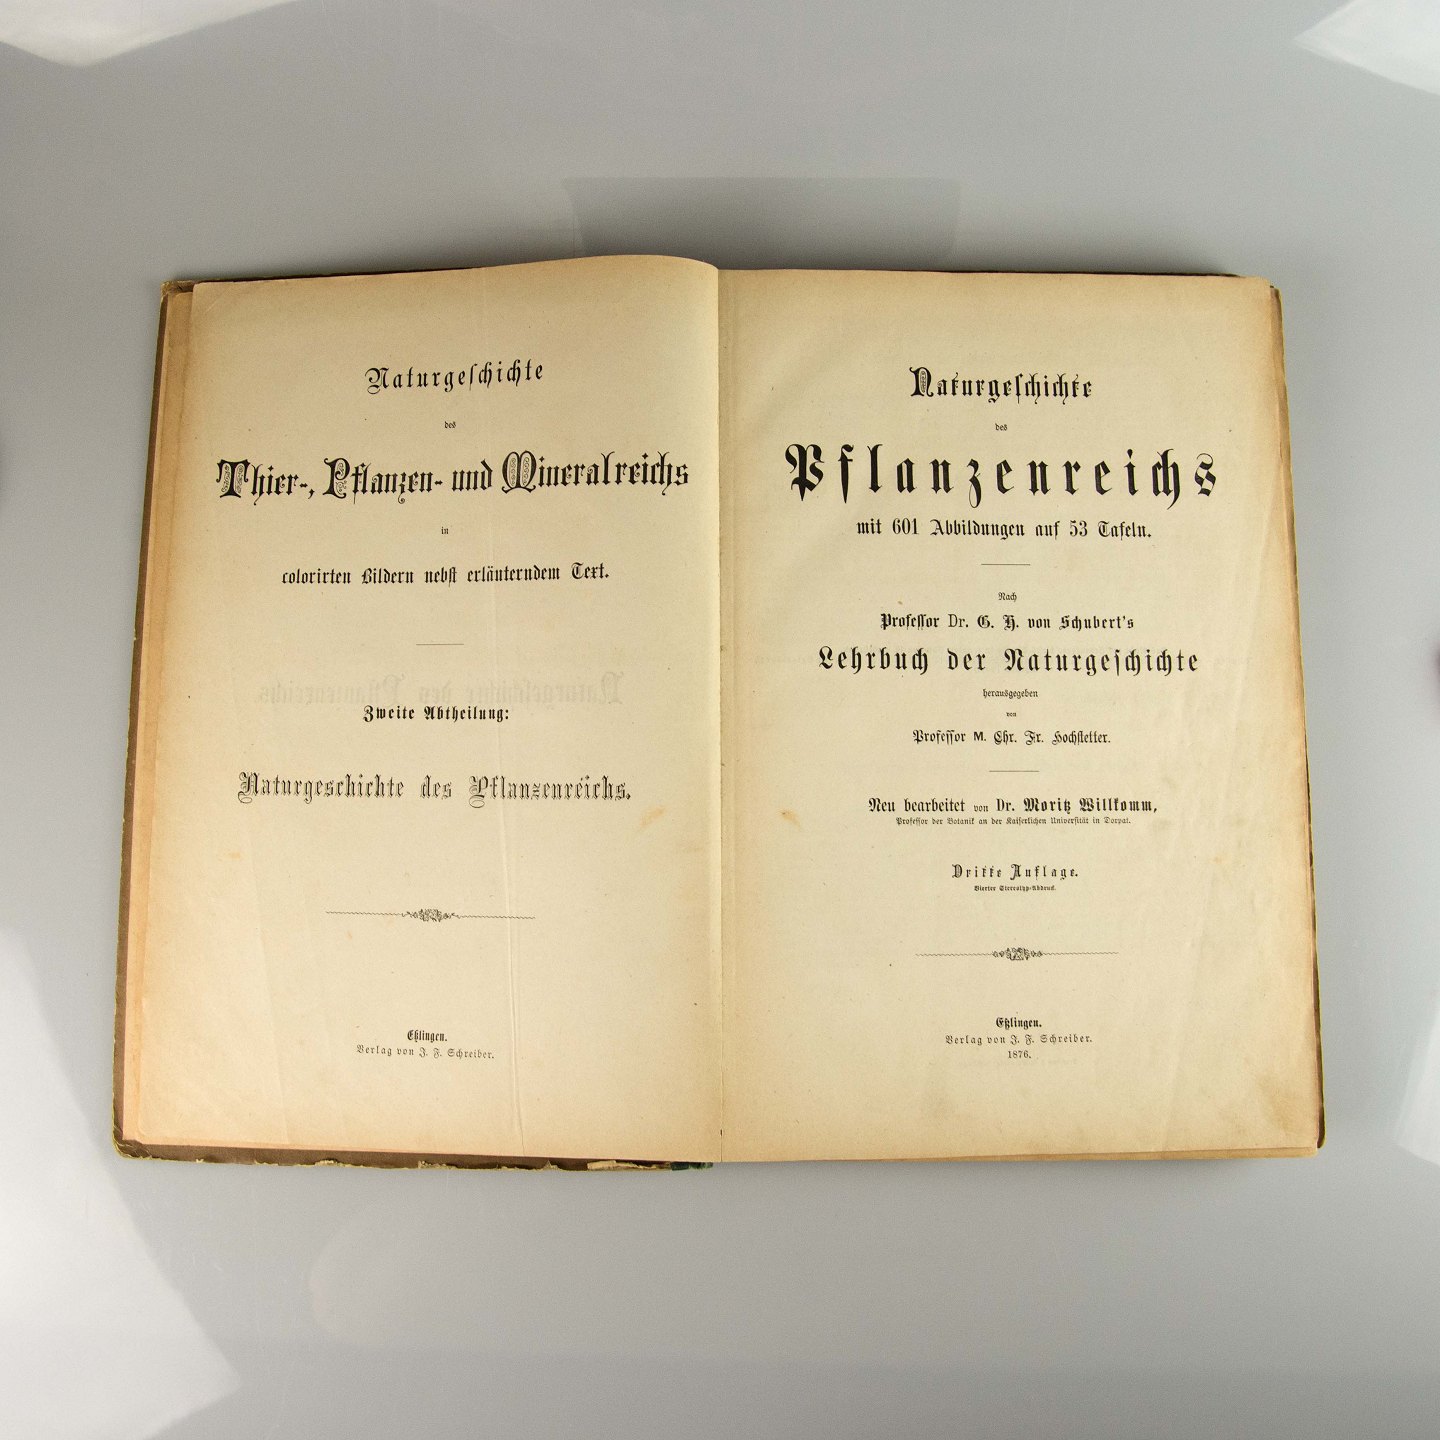 Naturgeschichte
des
Thier-, Pflanzen- und Mineralreichs
in
colorirten Bildern nebst erläuterndem Text.
Zweite Abtheilung:
Naturgeschichte des Pflanzenreichs.
Eßlingen.
Verlag von J. F. Schreiber.
Naturgeschichte
des
Pflanzenreichs
mit 601 Abbildungen auf 53 Tafeln.
Nach
Professor Dr. G. H. von Schubert's
Lehrbuch der Naturgeschichte
herausgegeben
von
Professor M. Chr. Fr. Hochstetter.
Neu bearbeitet von Dr. Moritz Willkomm,
Professor der Botanik an der Kaiserlichen Universität in Dorpat.
Dritte Auflage.
Vierter Stereotyp-Abdruck.
Eßlingen.
Verlag von J. F. Schreiber.
1876.